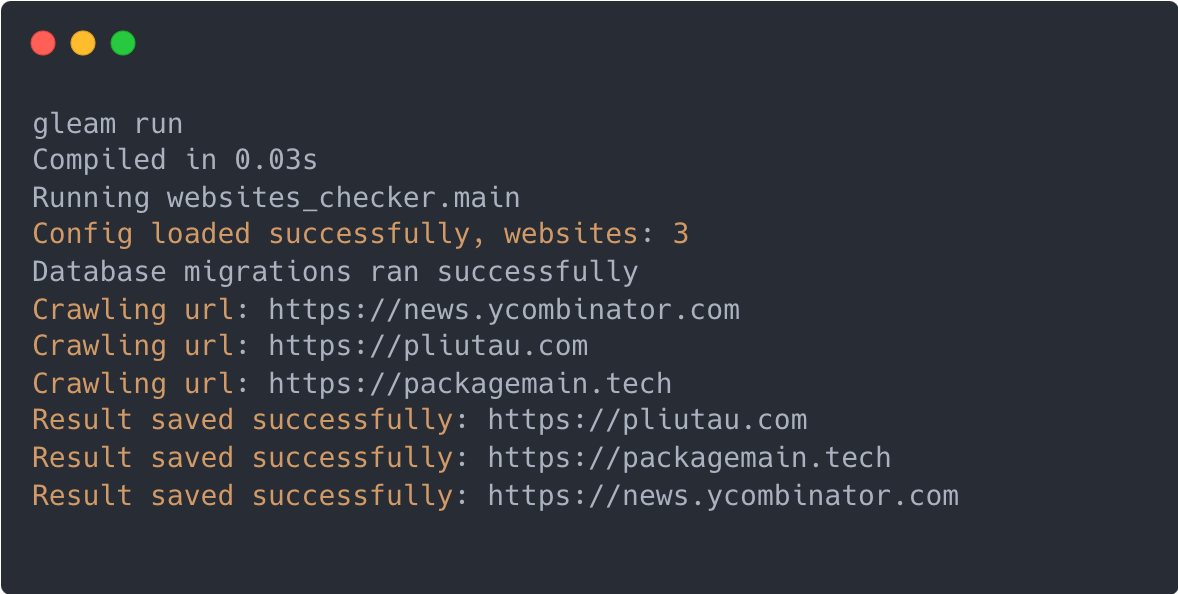 gleam run
Compiled in 0.03s
Running websites_checker.main
Config loaded successfully, websites: 3
Database migrations ran successfully
Crawling url: https://news.ycombinator.com
Crawling url: https://pliutau.com
Crawling url: https://packagemain.tech
Result saved successfully: https://pliutau.com
Result saved successfully: https://packagemain.tech
Result saved successfully: https://news.ycombinator.com